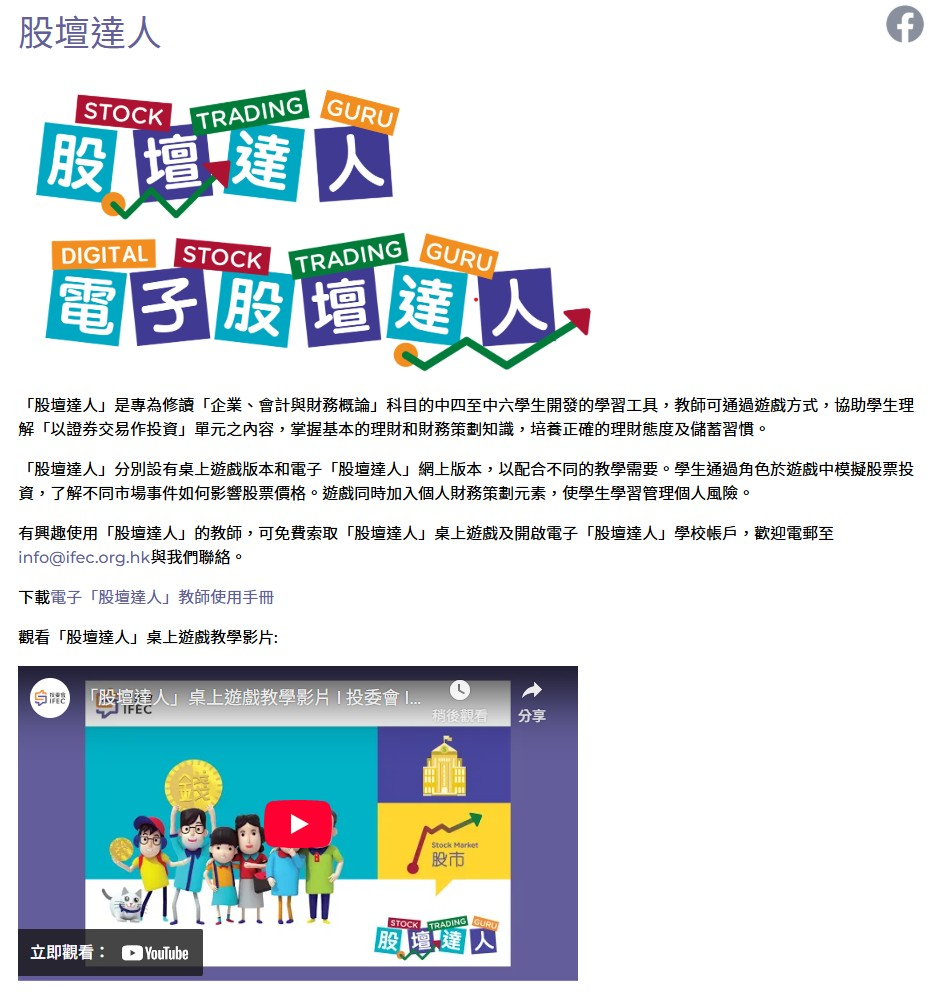 股壇達人
STOCK TRADING GURU
股壇達人
DIGITAL STOCK TRADING GURU
電子股壇達人
「股壇達人」是專為修讀「企業、會計與財務概論」科目的中四至中六學生開發的學習工具，教師可通過遊戲方式，協助學生理
解「以證券交易作投資」單元之內容，掌握基本的理財和財務策劃知識，培養正確的理財態度及儲蓄習慣。
「股壇達人」分別設有桌上遊戲版本和電子「股壇達人」網上版本，以配合不同的教學需要。學生通過角色於遊戲中模擬股票投
資，了解不同市場事件如何影響股票價格。遊戲同時加入個人財務策劃元素，使學生學習管理個人風險。
有興趣使用「股壇達人」的教師，可免費索取「股壇達人」桌上遊戲及開啟電子「股壇達人」學校帳戶，歡迎電郵至
info@ifec.org.hk與我們聯絡。
下載電子「股壇達人」教師使用手冊
觀看「股壇達人」桌上遊戲教學影片:
投委會
IFEC
「股壇達人」桌上遊戲教學影片 I 投委會 I...
IFEC
稍後觀看
分享
錢
Stock Market
股市
STOCK TRADING GURU
股壇達人
立即觀看：
YouTube